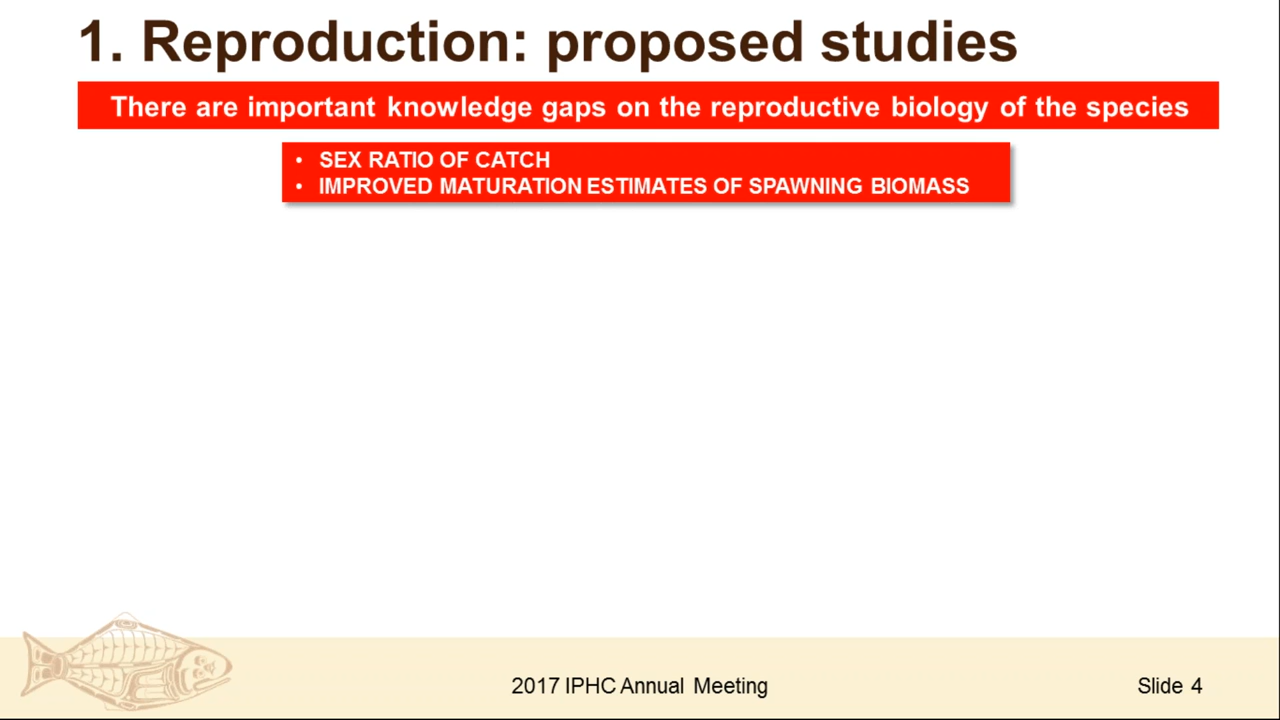 1. Reproduction: proposed studies
There are important knowledge gaps on the reproductive biology of the species
• SEX RATIO OF CATCH
• IMPROVED MATURATION ESTIMATES OF SPAWNING BIOMASS
2017 IPHC Annual Meeting
Slide 4